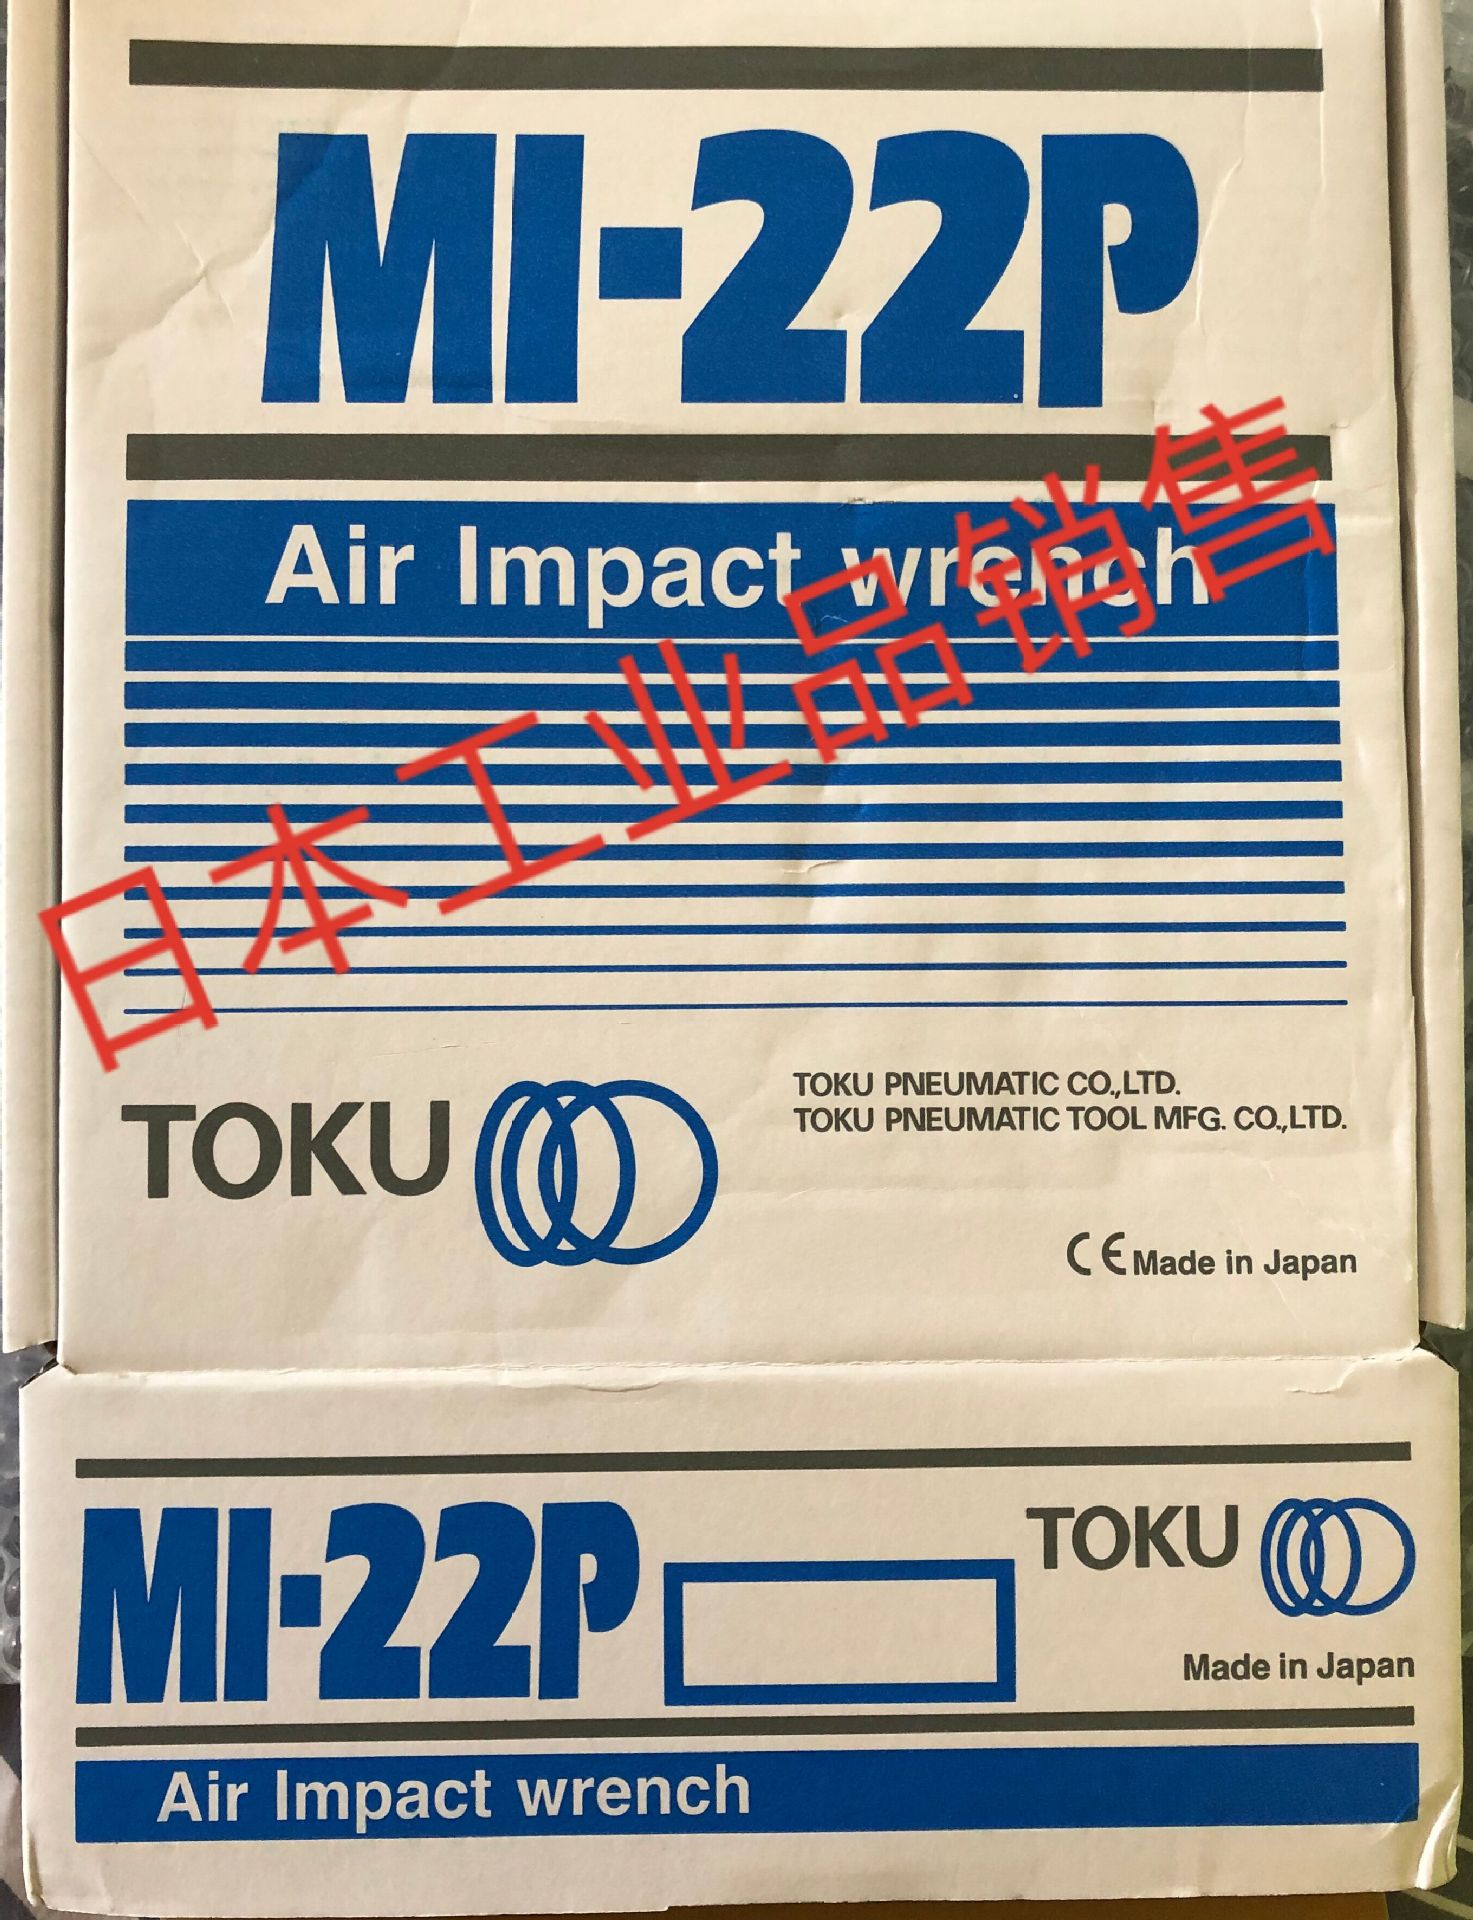 MI-22P
Air Impact wrench
日本工业品销售
TOKU
TOKU PNEUMATIC CO.,LTD.
TOKU PNEUMATIC TOOL MFG. CO.,LTD.
CE Made in Japan
MI-22P
TOKU
Made in Japan
Air Impact wrench